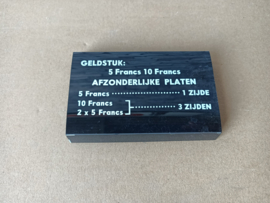 GELDSTUK:
5 Francs 10 Francs
AFZONDERLIJKE PLATEN
5 Francs ................ 1 ZIJDE
10 Francs
2 x 5 Francs ........ 3 ZIJDEN